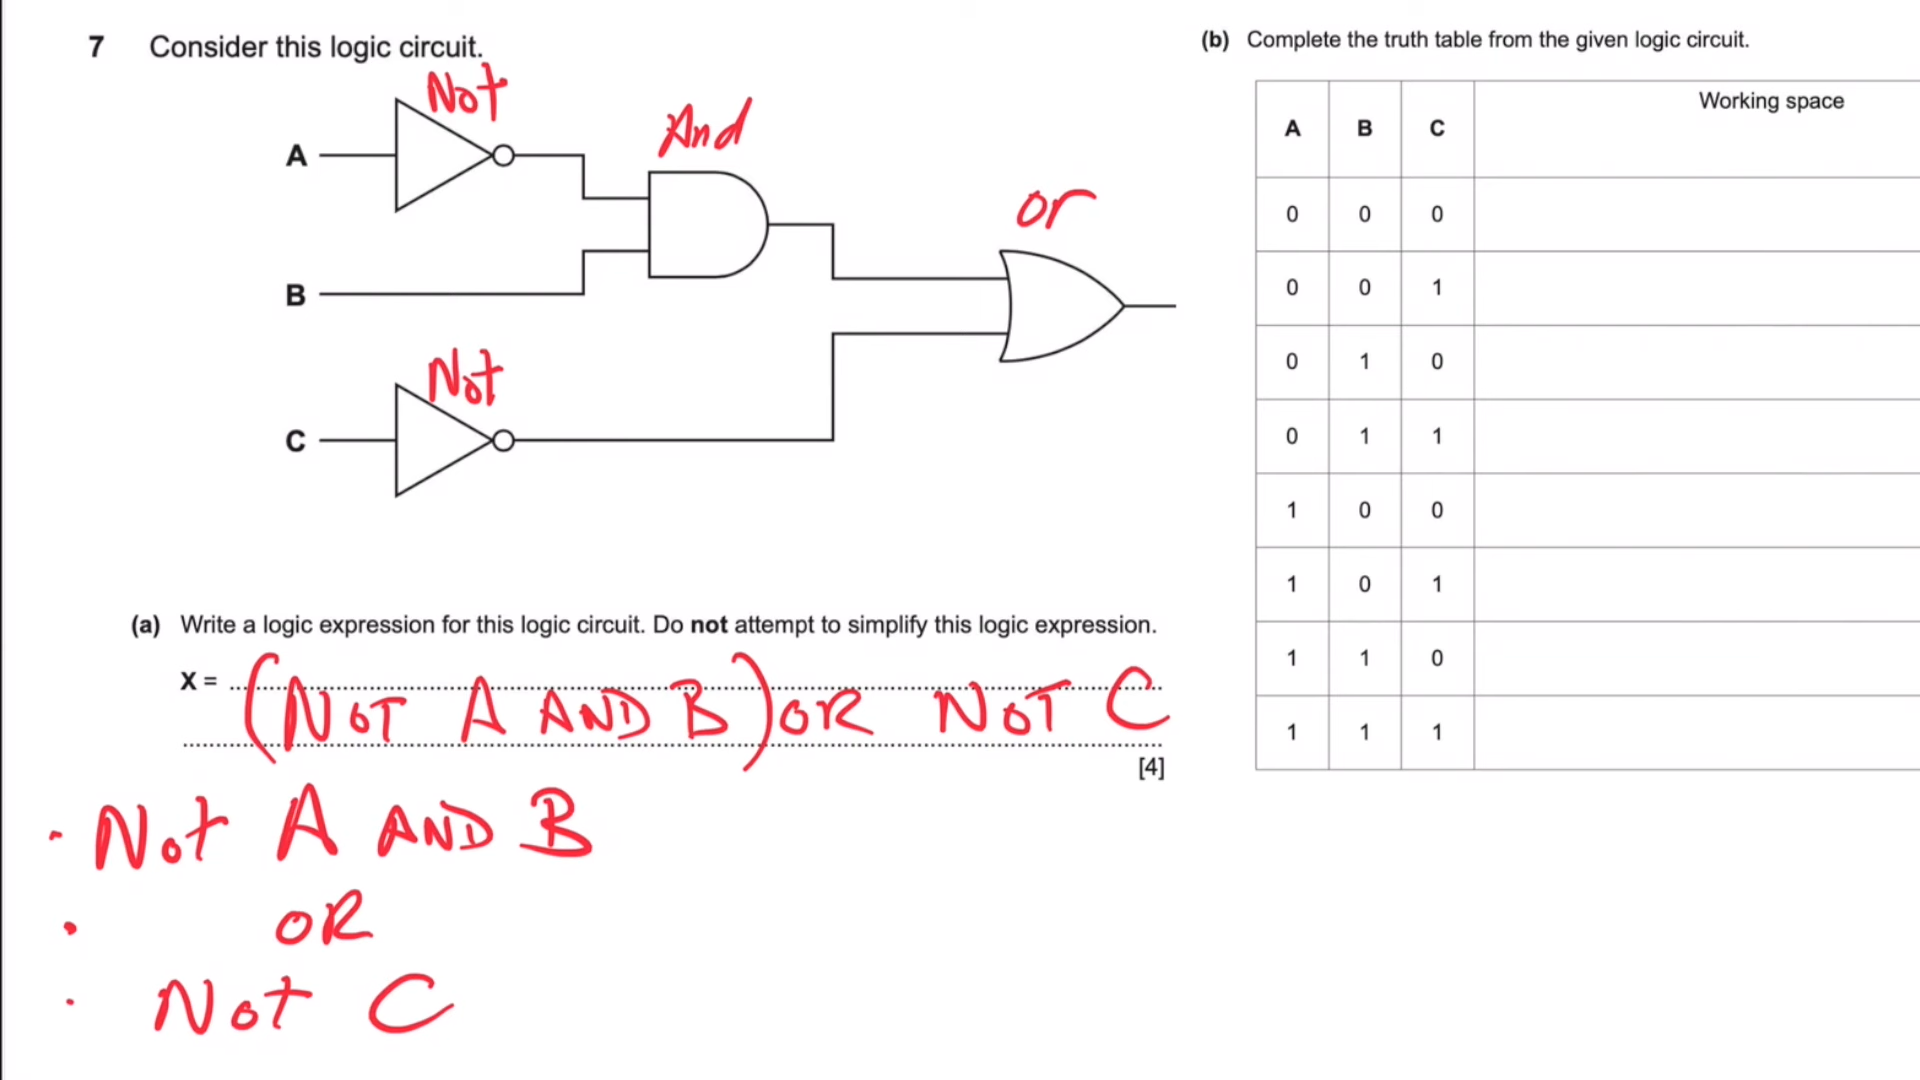 7 Consider this logic circuit.
Not
And
or
A
B
Not
C
(a) Write a logic expression for this logic circuit. Do not attempt to simplify this logic expression.
X = (NOT A AND B) OR NOT C
[4]
· Not A AND B
· OR
· Not C
(b) Complete the truth table from the given logic circuit.
A B C Working space
0 0 0
0 0 1
0 1 0
0 1 1
1 0 0
1 0 1
1 1 0
1 1 1